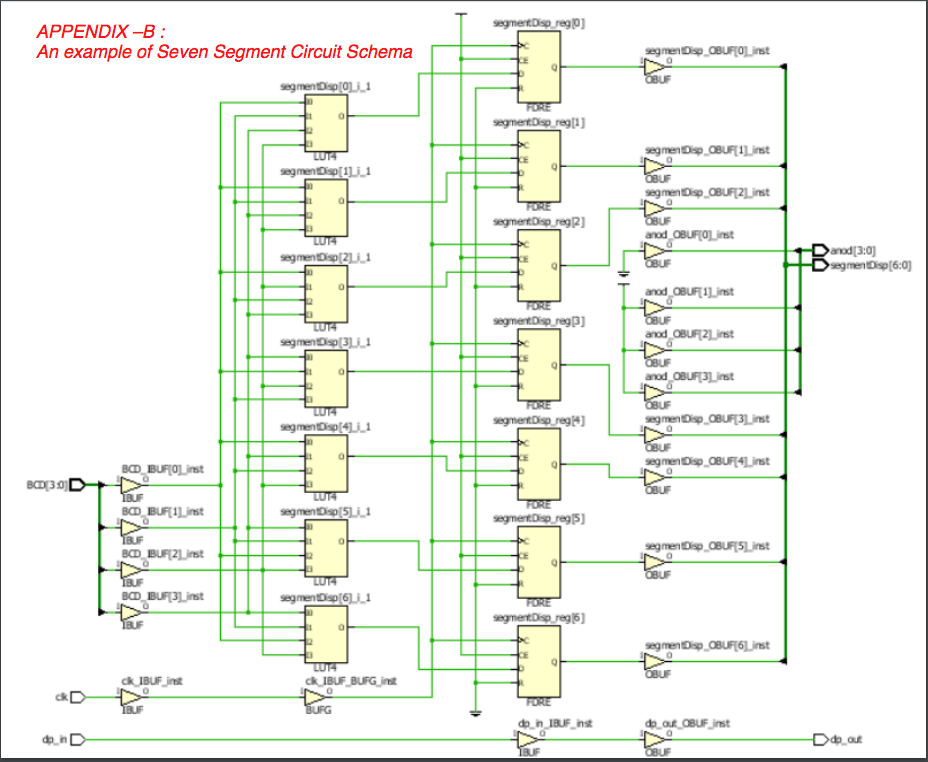 APPENDIX –B :
An example of Seven Segment Circuit Schema
segmentDisp_reg[0]
C
CE
D
R
Q
FDRE
segmentDisp_OBUF[0]_inst
I
O
OBUF
segmentDisp[0]_i_1
I0
I1
I2
I3
O
LUT4
segmentDisp_reg[1]
C
CE
D
R
Q
FDRE
segmentDisp_OBUF[1]_inst
I
O
OBUF
segmentDisp[1]_i_1
I0
I1
I2
I3
O
LUT4
segmentDisp_OBUF[2]_inst
I
O
OBUF
segmentDisp_reg[2]
C
CE
D
R
Q
FDRE
anod_OBUF[0]_inst
I
O
OBUF
anod[3:0]
segmentDisp[6:0]
segmentDisp[2]_i_1
I0
I1
I2
I3
O
LUT4
anod_OBUF[1]_inst
I
O
OBUF
segmentDisp_reg[3]
C
CE
D
R
Q
FDRE
anod_OBUF[2]_inst
I
O
OBUF
segmentDisp[3]_i_1
I0
I1
I2
I3
O
LUT4
anod_OBUF[3]_inst
I
O
OBUF
segmentDisp_OBUF[3]_inst
I
O
OBUF
segmentDisp_reg[4]
C
CE
D
R
Q
FDRE
segmentDisp[4]_i_1
I0
I1
I2
I3
O
LUT4
segmentDisp_OBUF[4]_inst
I
O
OBUF
BCD[3:0]
BCD_IBUF[0]_inst
I
O
IBUF
BCD_IBUF[1]_inst
I
O
IBUF
segmentDisp[5]_i_1
I0
I1
I2
I3
O
LUT4
segmentDisp_reg[5]
C
CE
D
R
Q
FDRE
segmentDisp_OBUF[5]_inst
I
O
OBUF
BCD_IBUF[2]_inst
I
O
IBUF
BCD_IBUF[3]_inst
I
O
IBUF
segmentDisp[6]_i_1
I0
I1
I2
I3
O
LUT4
segmentDisp_reg[6]
C
CE
D
R
Q
FDRE
segmentDisp_OBUF[6]_inst
I
O
OBUF
clk
clk_IBUF_inst
I
O
IBUF
clk_IBUF_BUFG_inst
I
O
BUFG
dp_in
dp_in_IBUF_inst
I
O
IBUF
dp_out_OBUF_inst
I
O
OBUF
dp_out